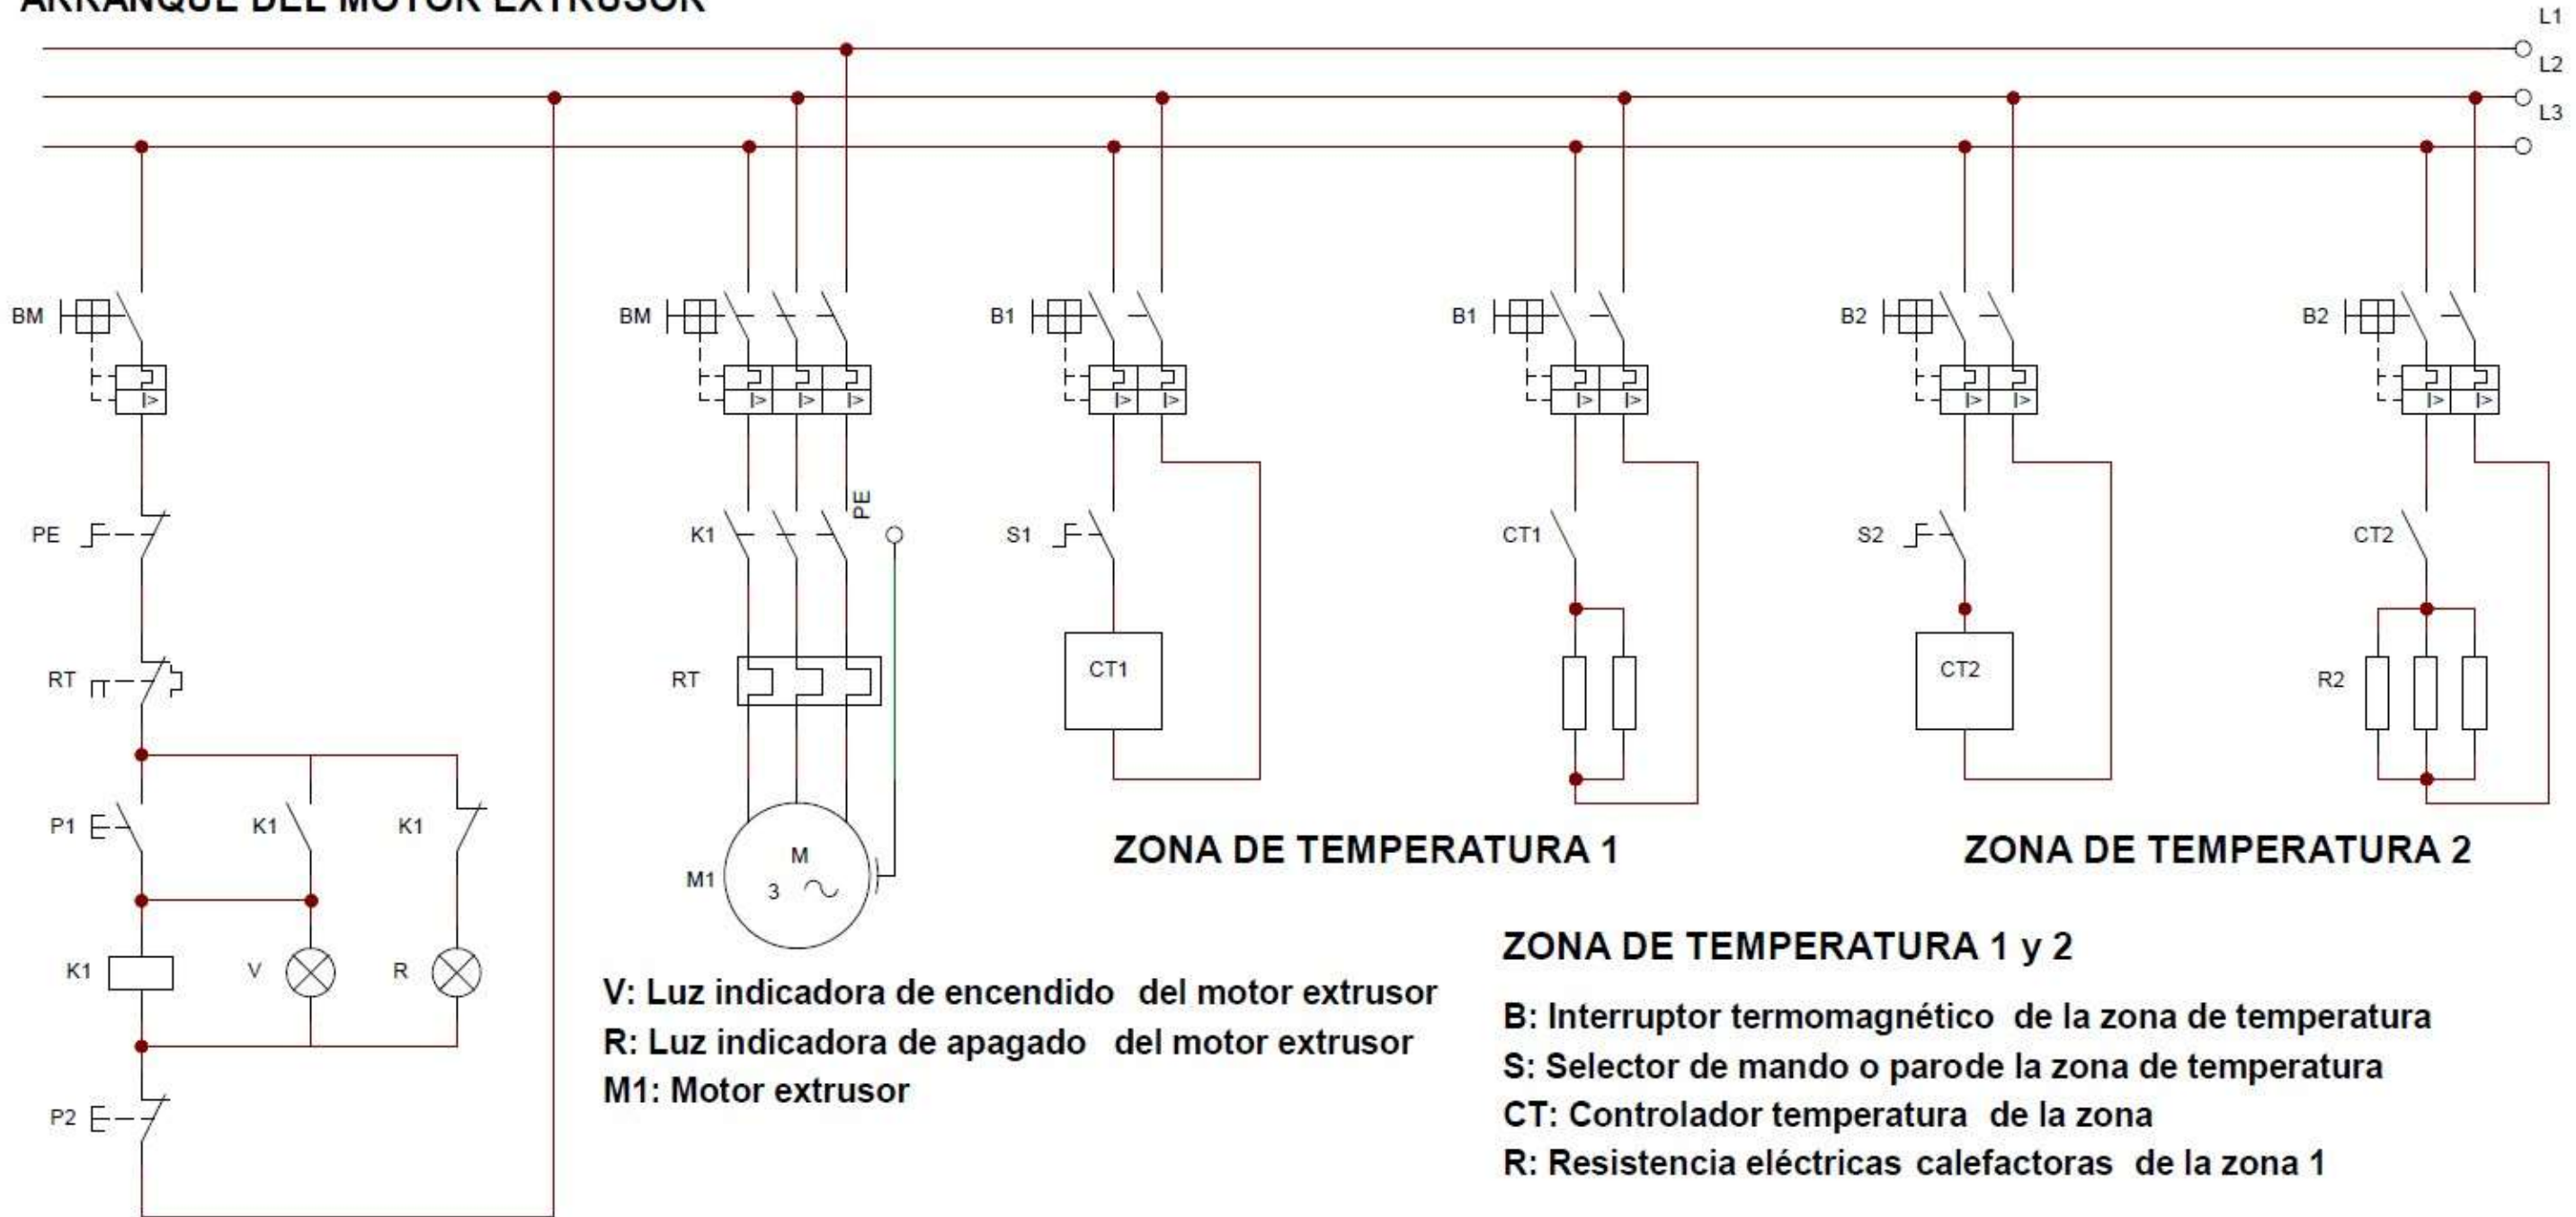 ARRANQUE DEL MOTOR EXTRUSOR
L1
L2
L3
BM
BM
B1
B1
B2
B2
I>
I> I> I>
I> I>
I> I>
I> I>
I> I>
PE
PE
K1
S1
CT1
S2
CT2
RT
RT
CT1
CT2
R2
P1
K1
K1
M1
M
3
ZONA DE TEMPERATURA 1
ZONA DE TEMPERATURA 2
K1
V
R
V: Luz indicadora de encendido del motor extrusor
R: Luz indicadora de apagado del motor extrusor
M1: Motor extrusor
P2
ZONA DE TEMPERATURA 1 y 2
B: Interruptor termomagnético de la zona de temperatura
S: Selector de mando o parode la zona de temperatura
CT: Controlador temperatura de la zona
R: Resistencia eléctricas calefactoras de la zona 1